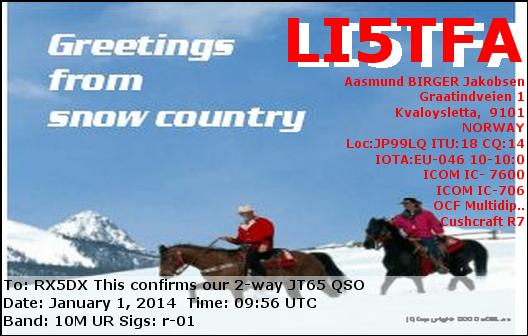 Greetings
from
snow country
LI5TFA
Aasmund BIRGER Jakobsen
Graatindveien 1
Kvaloysletta, 9101
NORWAY
Loc:JP99LQ ITU:18 CQ:14
IOTA:EU-046 10-10:0
ICOM IC- 7600
ICOM IC-706
OCF Multidip..
Cushcraft R7
To: RX5DX This confirms our 2-way JT65 QSO
Date: January 1, 2014 Time: 09:56 UTC
Band: 10M UR Sigs: r-01
(c) Copyright